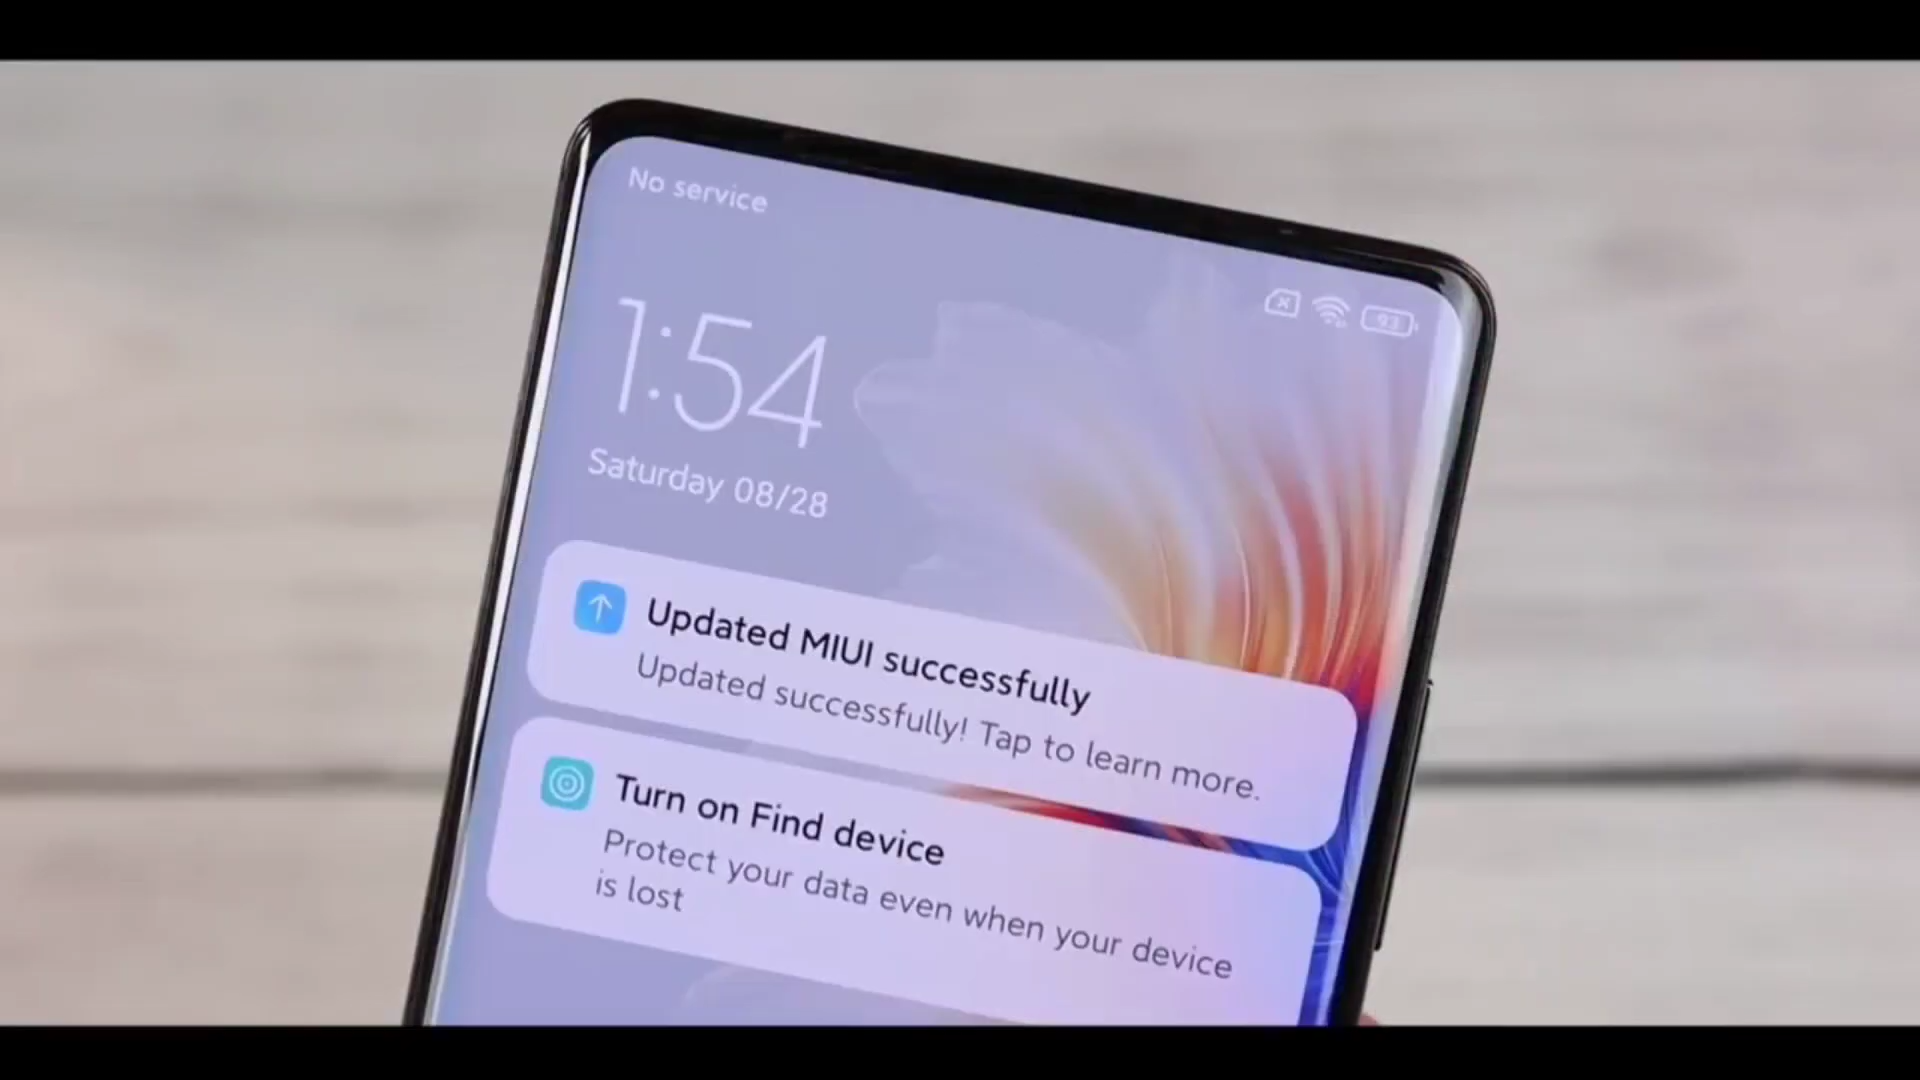 No service
93
1:54
Saturday 08/28
Updated MIUI successfully
Updated successfully! Tap to learn more.
Turn on Find device
Protect your data even when your device
is lost